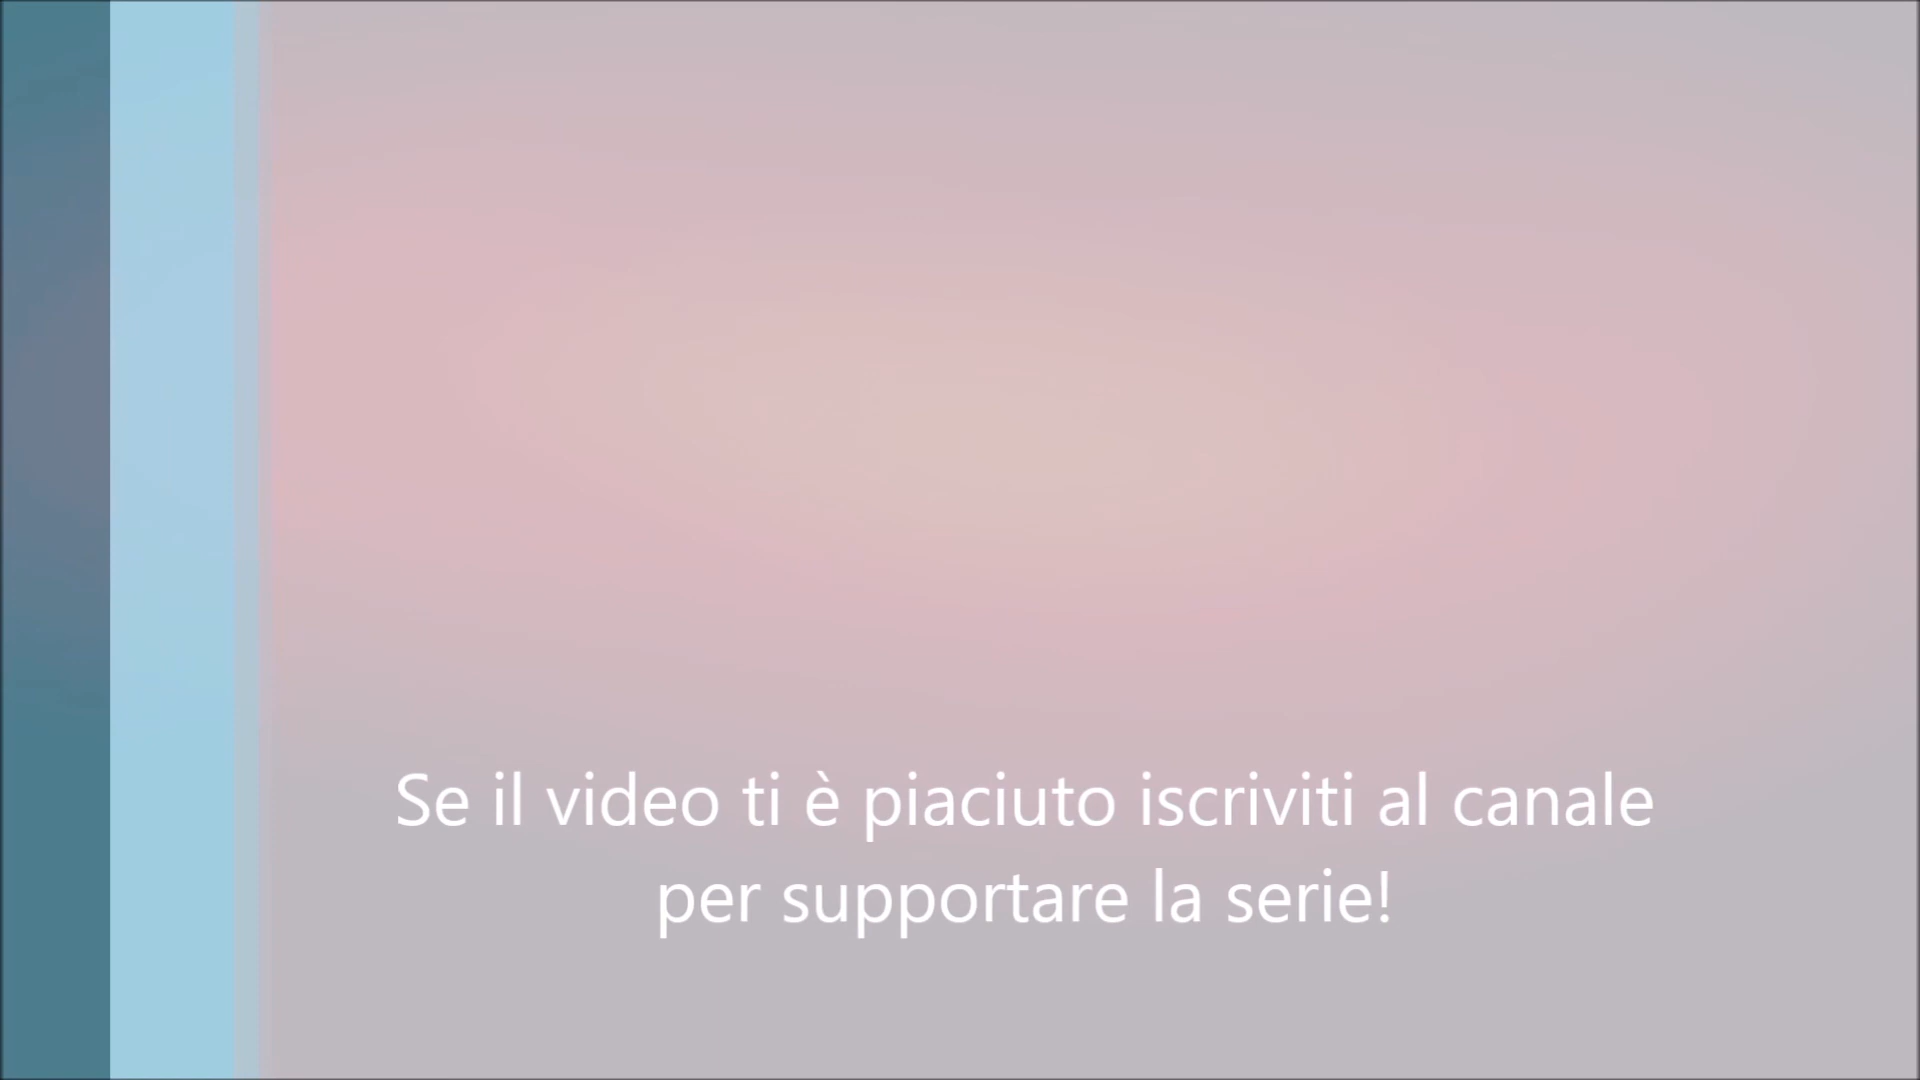 Se il video ti è piaciuto iscriviti al canale
per supportare la serie!